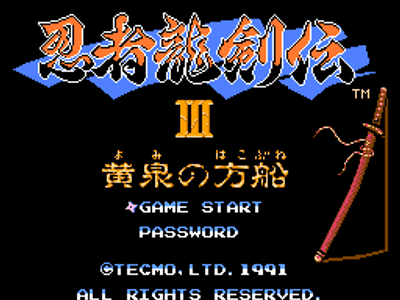 忍者龍剣伝
TM
III
よみ はこぶね
黄泉の方船
GAME START
PASSWORD
©TECMO,LTD. 1991
ALL RIGHTS RESERVED.